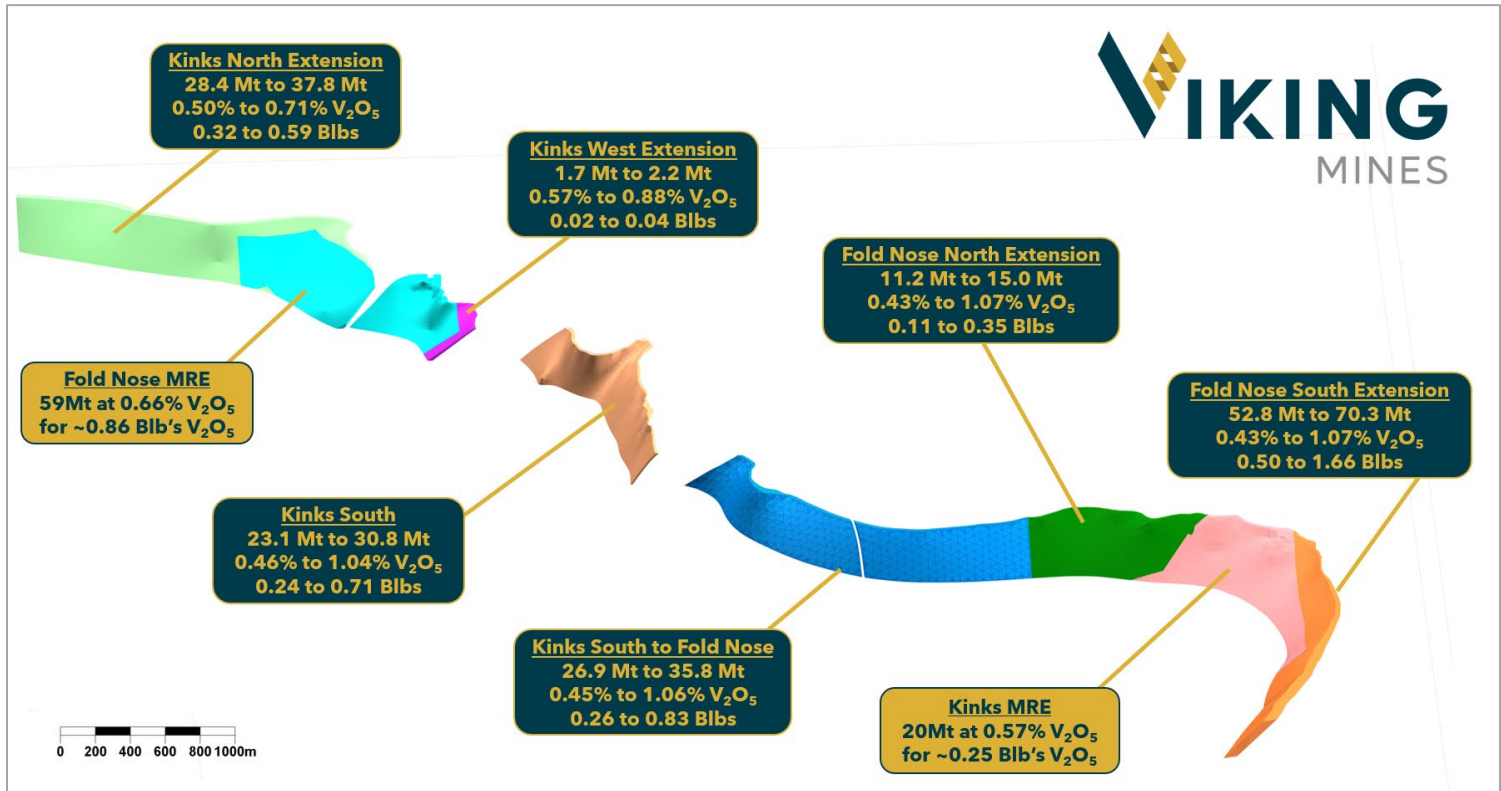 Kinks North Extension
28.4 Mt to 37.8 Mt
0.50% to 0.71% V₂O₅
0.32 to 0.59 Blbs
VIKING
MINES
Kinks West Extension
1.7 Mt to 2.2 Mt
0.57% to 0.88% V₂O₅
0.02 to 0.04 Blbs
Fold Nose North Extension
11.2 Mt to 15.0 Mt
0.43% to 1.07% V₂O₅
0.11 to 0.35 Blbs
Fold Nose MRE
59Mt at 0.66% V₂O₅
for ~0.86 Blb's V₂O₅
Fold Nose South Extension
52.8 Mt to 70.3 Mt
0.43% to 1.07% V₂O₅
0.50 to 1.66 Blbs
Kinks South
23.1 Mt to 30.8 Mt
0.46% to 1.04% V₂O₅
0.24 to 0.71 Blbs
Kinks South to Fold Nose
26.9 Mt to 35.8 Mt
0.45% to 1.06% V₂O₅
0.26 to 0.83 Blbs
Kinks MRE
20Mt at 0.57% V₂O₅
for ~0.25 Blb's V₂O₅
0 200 400 600 800 1000m